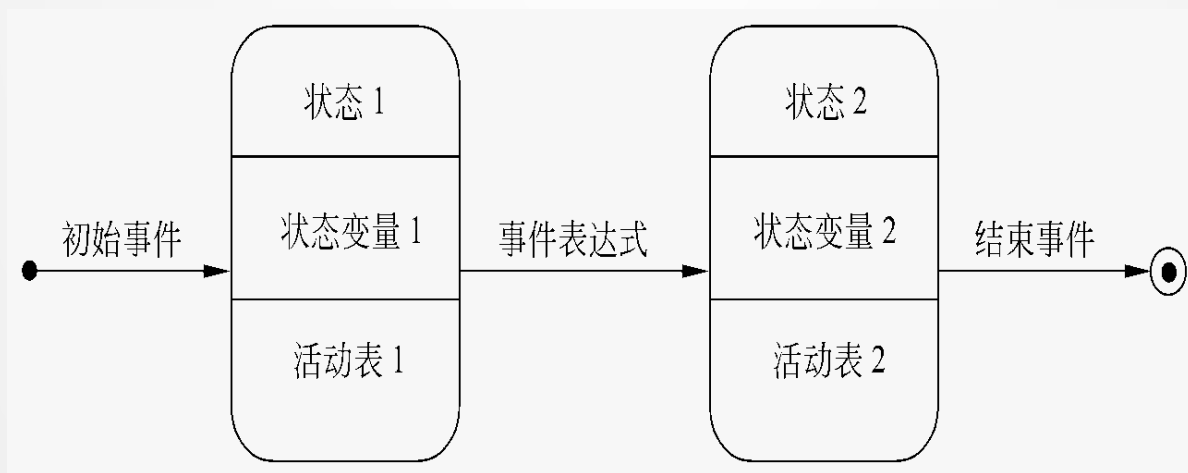 状态 1
状态 2
初始事件
状态变量 1
事件表达式
状态变量 2
结束事件
活动表 1
活动表 2